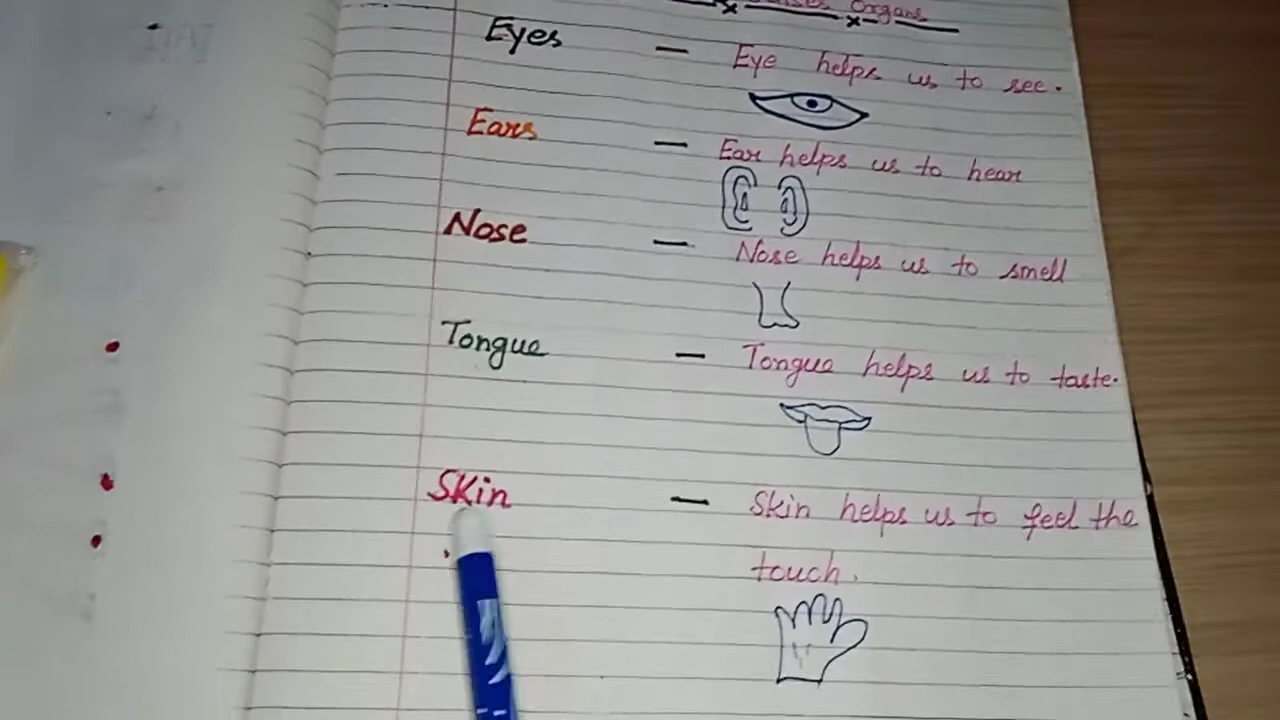 Organs
Eyes — Eye helps us to see.
Ears — Ear helps us to hear
Nose — Nose helps us to smell
Tongue — Tongue helps us to taste.
Skin — Skin helps us to feel the
touch.